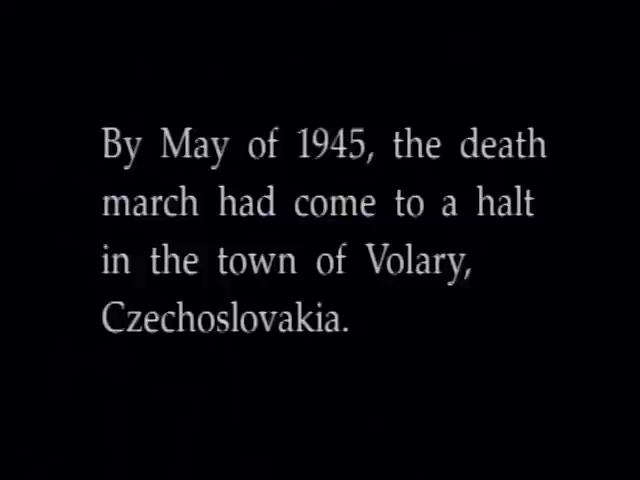 By May of 1945, the death
march had come to a halt
in the town of Volary,
Czechoslovakia.